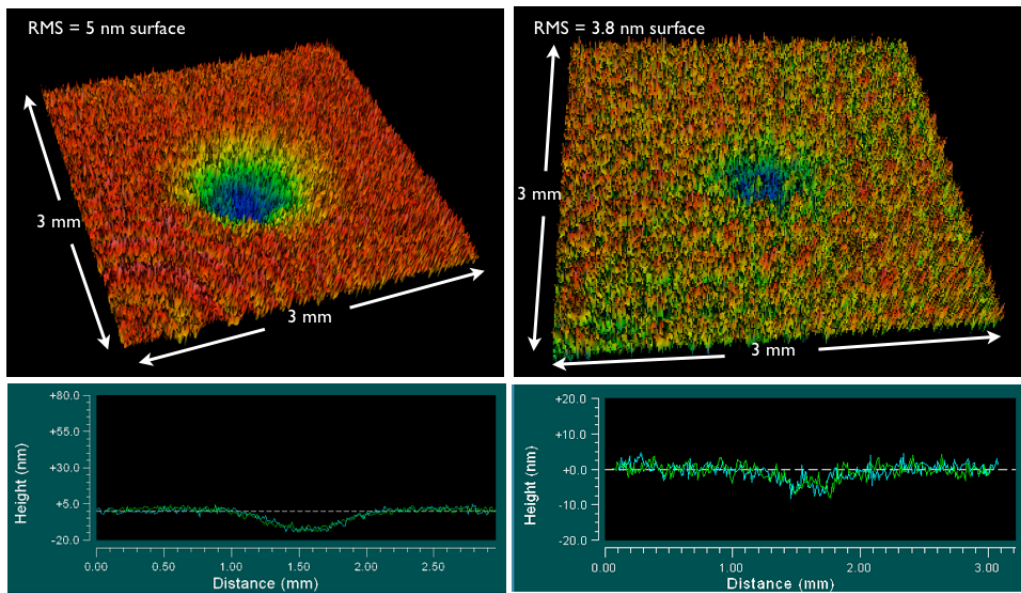 RMS = 5 nm surface
3 mm
3 mm
RMS = 3.8 nm surface
3 mm
3 mm
Height (nm)
+80.0
+55.0
+30.0
+5.0
-20.0
0.00 0.50 1.00 1.50 2.00 2.50
Distance (mm)
Height (nm)
+20.0
+10.0
+0.0
-10.0
-20.0
0.00 1.00 2.00 3.00
Distance (mm)